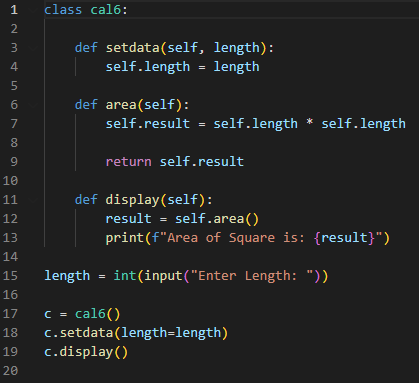 1 class cal6:
2
3     def setdata(self, length):
4         self.length = length
5
6     def area(self):
7         self.result = self.length * self.length
8
9         return self.result
10
11     def display(self):
12         result = self.area()
13         print(f"Area of Square is: {result}")
14
15 length = int(input("Enter Length: "))
16
17 c = cal6()
18 c.setdata(length=length)
19 c.display()
20